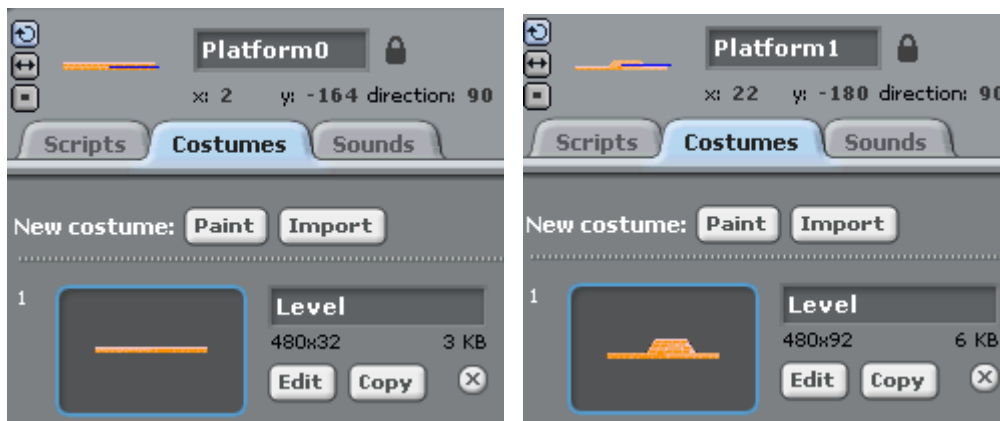 Platform0
x: 2 y: -164 direction: 90
Scripts Costumes Sounds
New costume: Paint Import
1
Level
480x32 3 KB
Edit Copy
Platform1
x: 22 y: -180 direction: 90
Scripts Costumes Sounds
New costume: Paint Import
1
Level
480x92 6 KB
Edit Copy